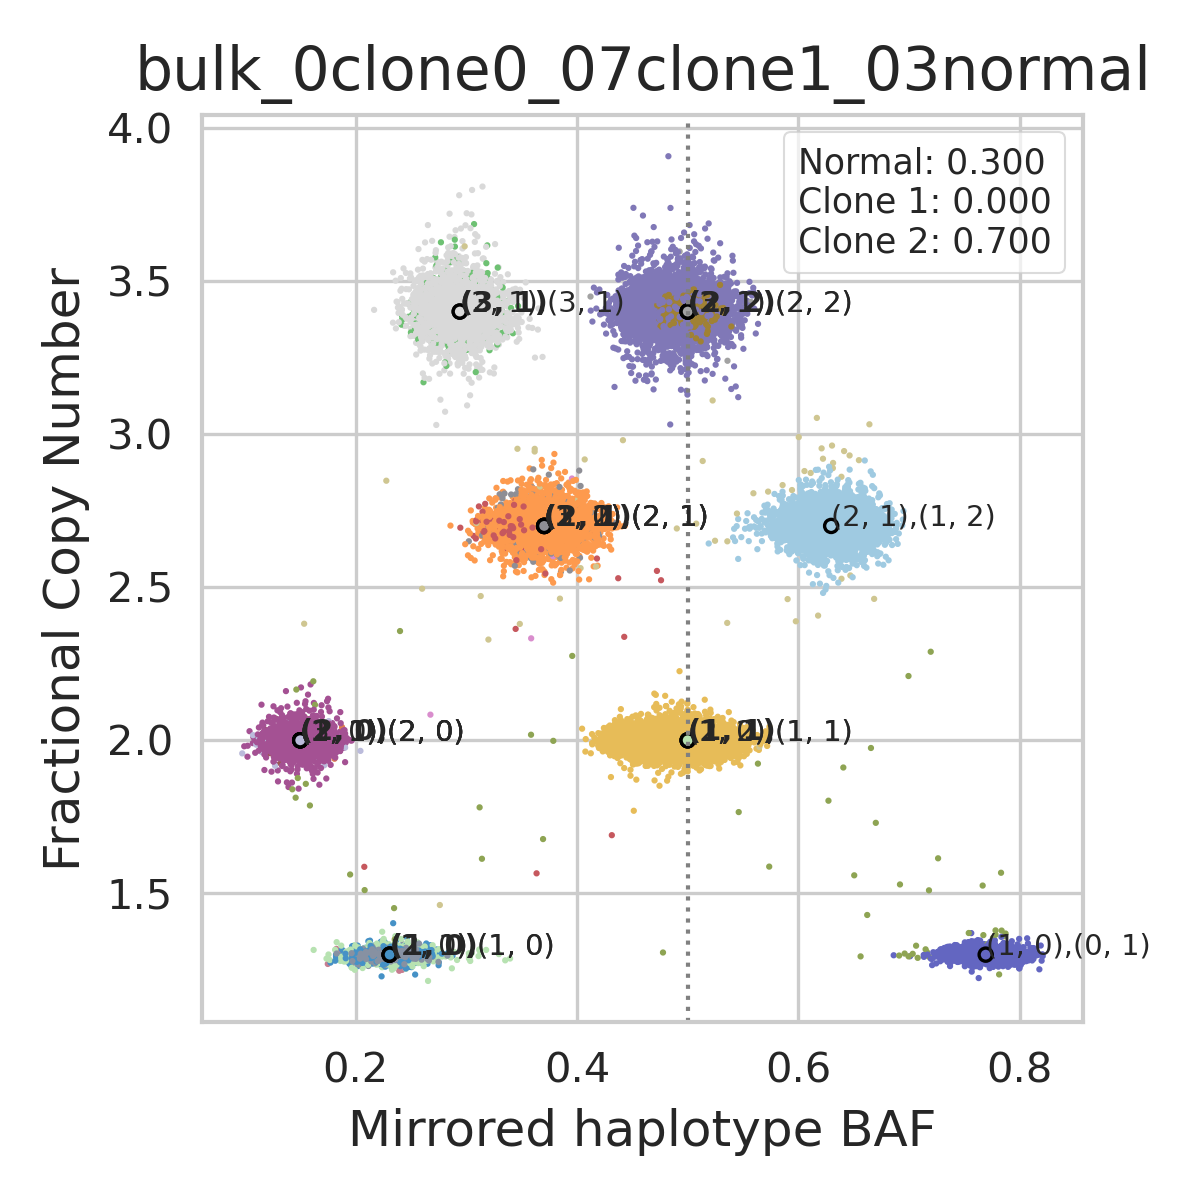 bulk_0clone0_07clone1_03normal
Normal: 0.300
Clone 1: 0.000
Clone 2: 0.700
4.0
3.5
3.0
2.5
2.0
1.5
Fractional Copy Number
(3, 1)
(3, 1)
(2, 2)
(2, 1)
(2, 1),(1, 2)
(2, 0)
(1, 1)
(1, 0)
(1, 0),(0, 1)
0.2
0.4
0.6
0.8
Mirrored haplotype BAF